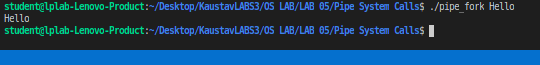 student@lplab-Lenovo-Product:~/Desktop/KaustavLABS3/OS LAB/LAB 05/Pipe System Calls$ ./pipe_fork Hello
Hello
student@lplab-Lenovo-Product:~/Desktop/KaustavLABS3/OS LAB/LAB 05/Pipe System Calls$